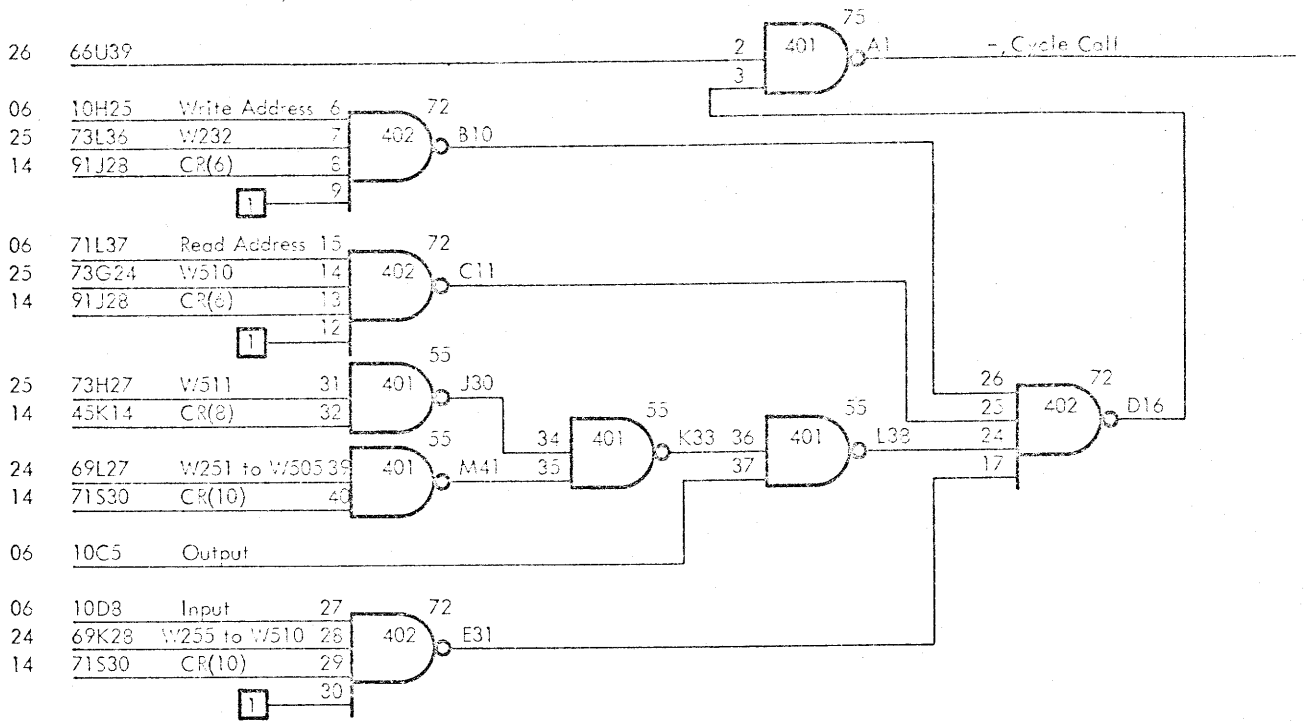 75
26 66U39 2 401 A1 -, Cycle Call
3
06 10H25 Write Address 6 72
25 73L36 W232 7 402 B10
14 91J28 CR(6) 8
1 9
06 71L37 Read Address 15 72
25 73G24 W510 14 402 C11
14 91J28 CR(6) 13
1 12
55
25 73H27 W511 31 401 J30 26 72
14 45K14 CR(8) 32 55 55 25 402 D16
55 34 401 K33 36 401 L38 24
24 69L27 W251 to W505 39 401 M41 35 37 17
14 71S30 CR(10) 40
06 10C5 Output
06 10D8 Input 27 72
24 69K28 W255 to W510 28 402 E31
14 71S30 CR(10) 29
1 30